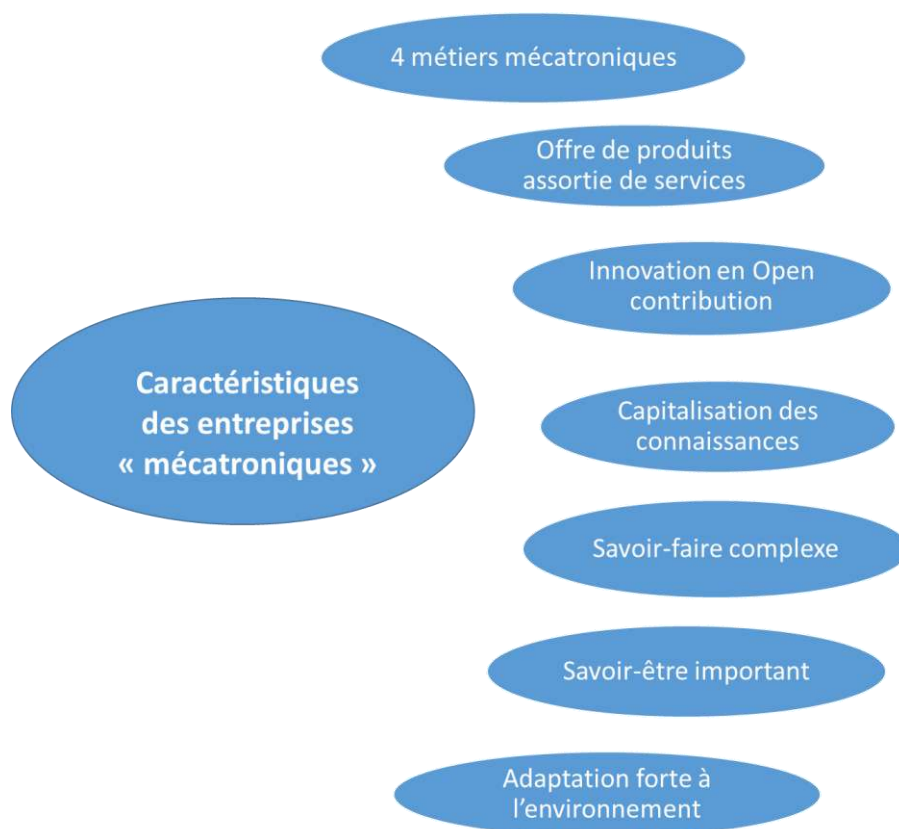 4 métiers mécatroniques
Offre de produits
assortie de services
Innovation en Open
contribution
Caractéristiques
des entreprises
« mécatroniques »
Capitalisation des
connaissances
Savoir-faire complexe
Savoir-être important
Adaptation forte à
l’environnement